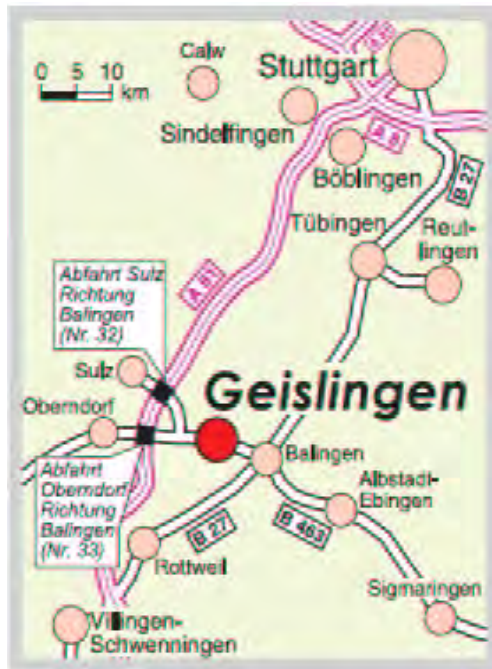 Calw
0 5 10
km
Stuttgart
A 8
Sindelfingen
A 8
Böblingen
B 27
Tübingen
Reut-
lingen
A 81
Abfahrt Sulz
Richtung
Balingen
(Nr. 32)
Sulz
Geislingen
Oberndorf
Balingen
Abfahrt
Oberndorf
Richtung
Balingen
(Nr. 33)
Albstadt-
Ebingen
B 27
B 463
Rottweil
Sigmaringen
Villingen-
Schwenningen